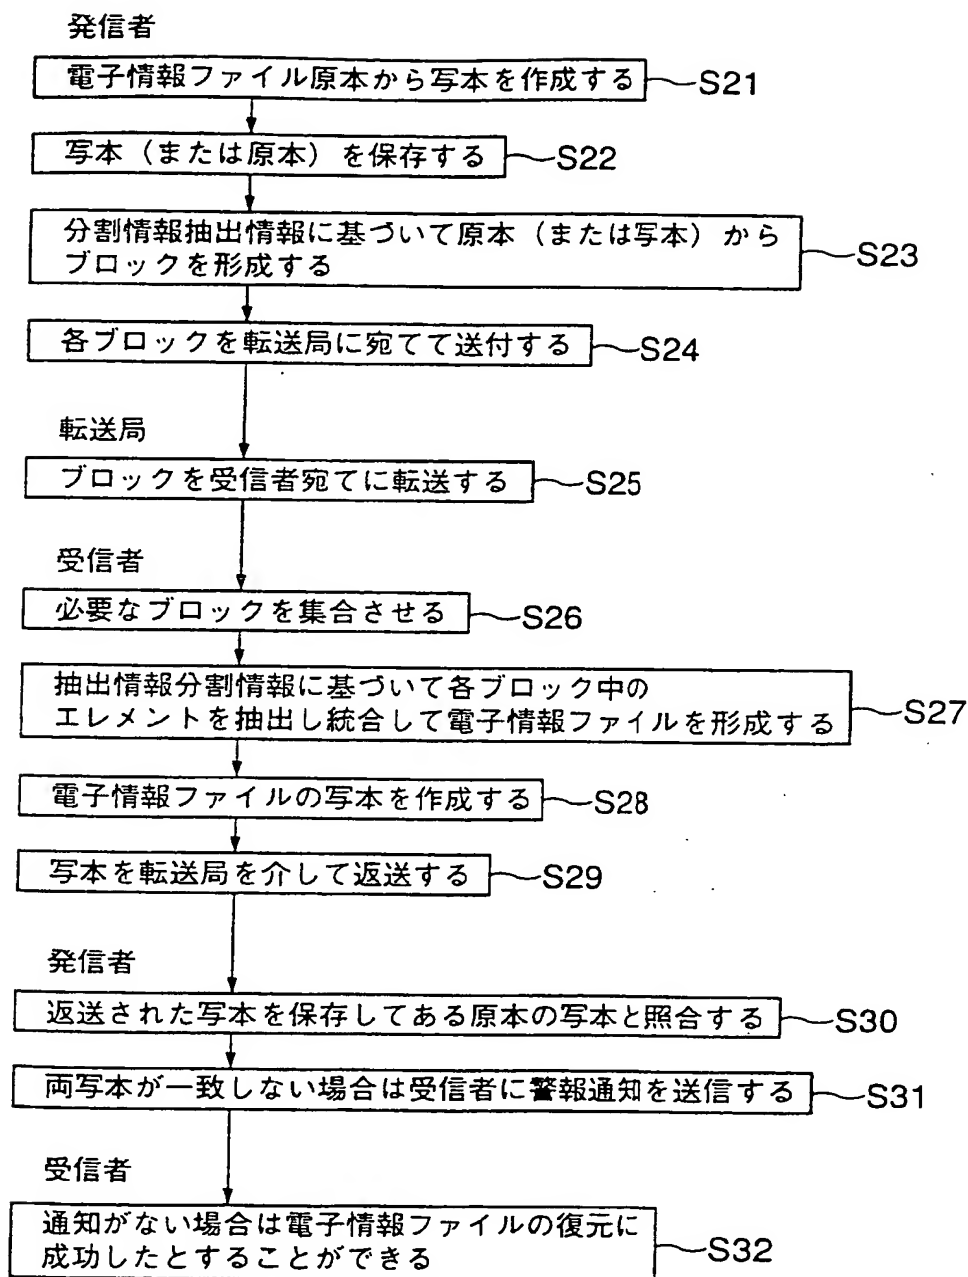 発信者
電子情報ファイル原本から写本を作成する S21
写本(または原本)を保存する S22
分割情報抽出情報に基づいて原本(または写本)から
ブロックを形成する S23
各ブロックを転送局に宛てて送付する S24
転送局
ブロックを受信者宛てに転送する S25
受信者
必要なブロックを集合させる S26
抽出情報分割情報に基づいて各ブロック中の
エレメントを抽出し統合して電子情報ファイルを形成する S27
電子情報ファイルの写本を作成する S28
写本を転送局を介して返送する S29
発信者
返送された写本を保存してある原本の写本と照合する S30
両写本が一致しない場合は受信者に警報通知を送信する S31
受信者
通知がない場合は電子情報ファイルの復元に
成功したとすることができる S32